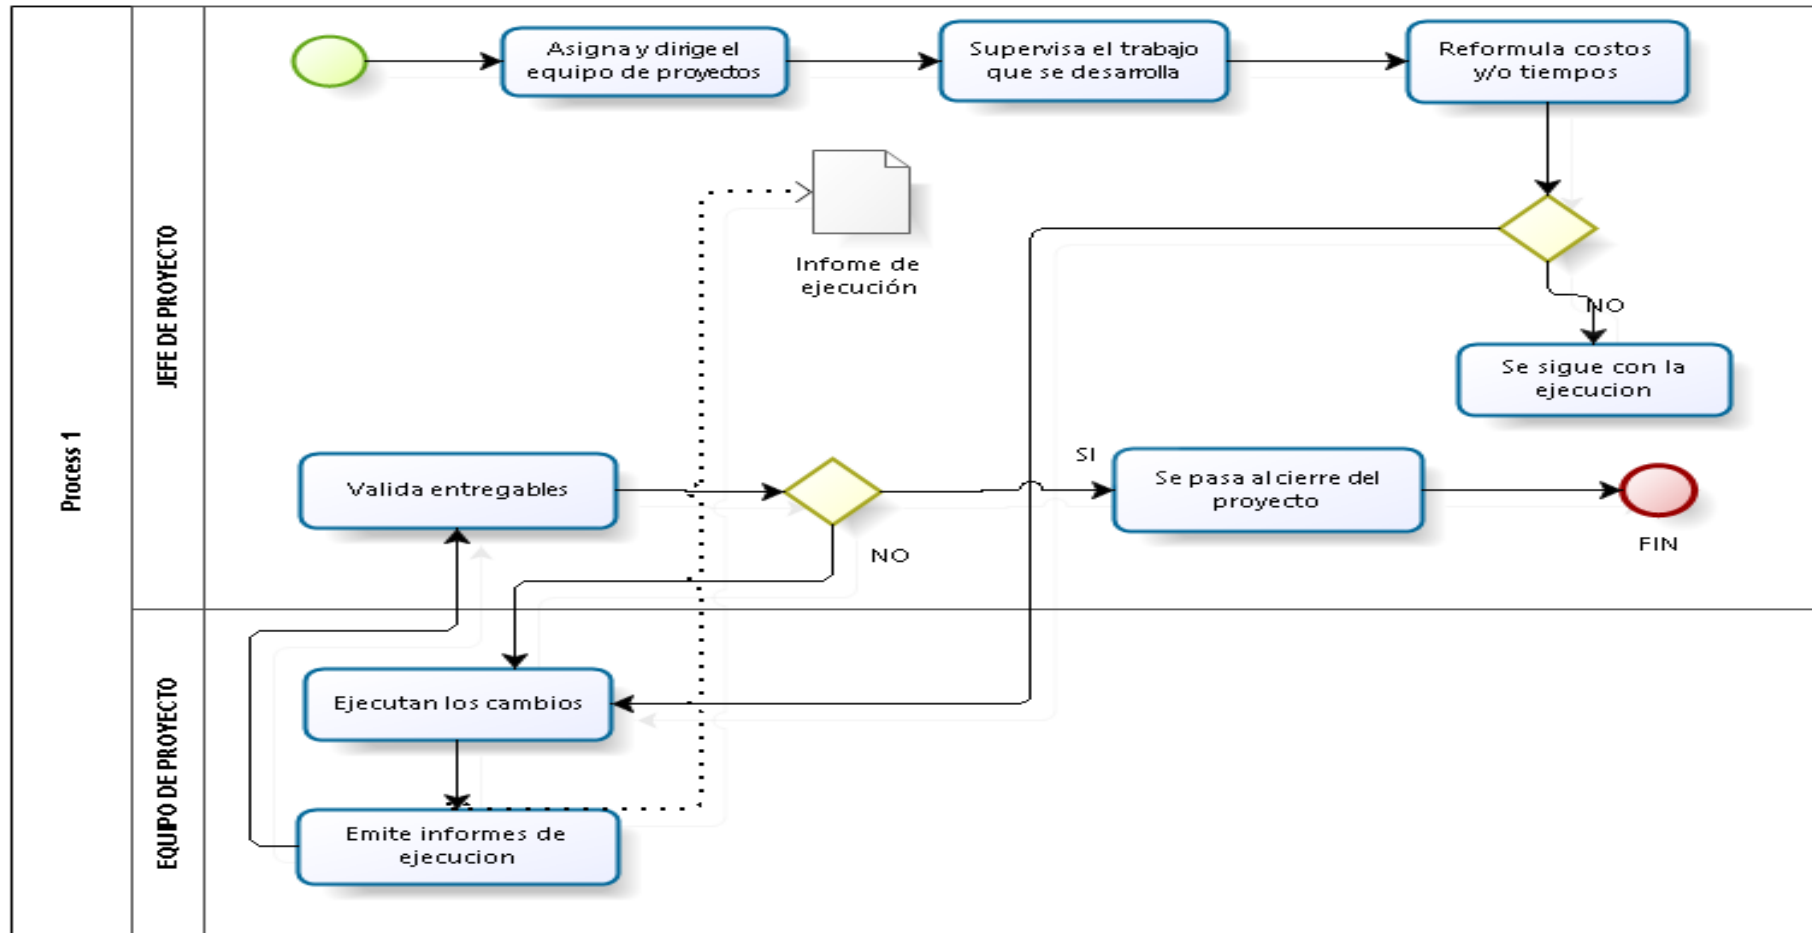 Process 1
JEFE DE PROYECTO
Asigna y dirige el
equipo de proyectos
Supervisa el trabajo
que se desarrolla
Reformula costos
y/o tiempos
Infome de
ejecución
NO
Se sigue con la
ejecucion
Valida entregables
SI
Se pasa al cierre del
proyecto
FIN
NO
EQUIPO DE PROYECTO
Ejecutan los cambios
Emite informes de
ejecucion